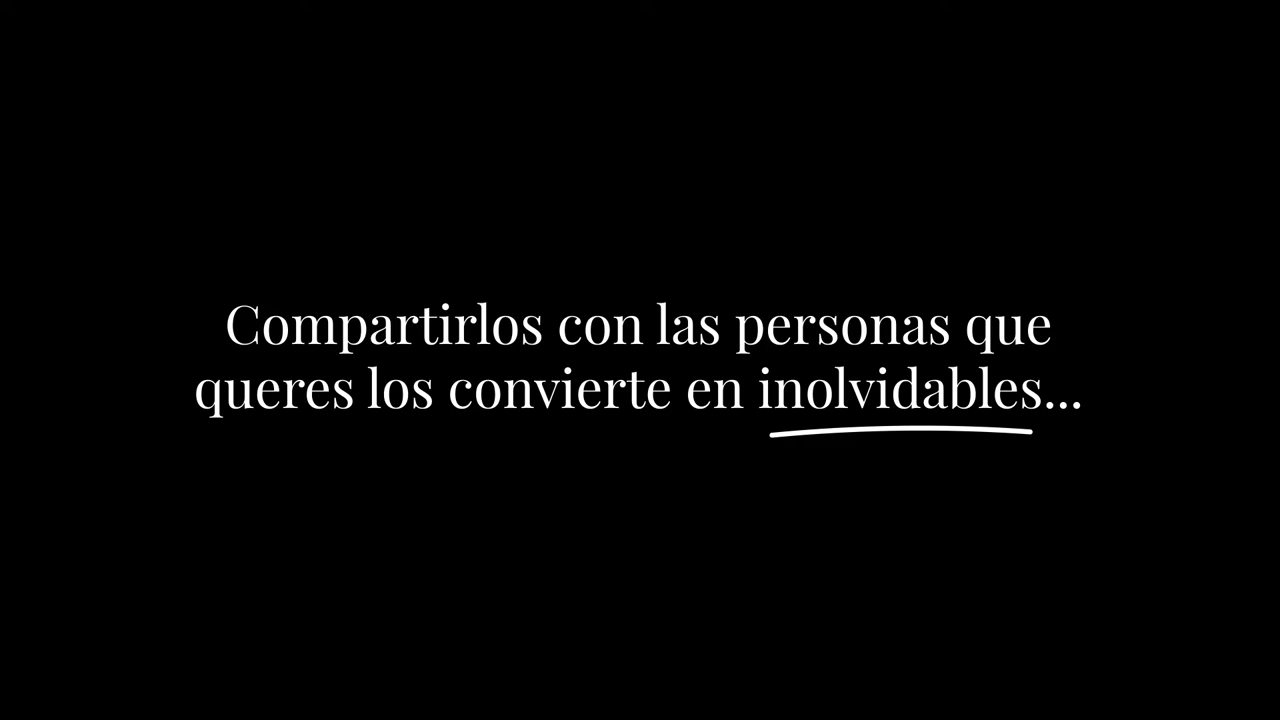 Compartirlos con las personas que
queres los convierte en inolvidables...